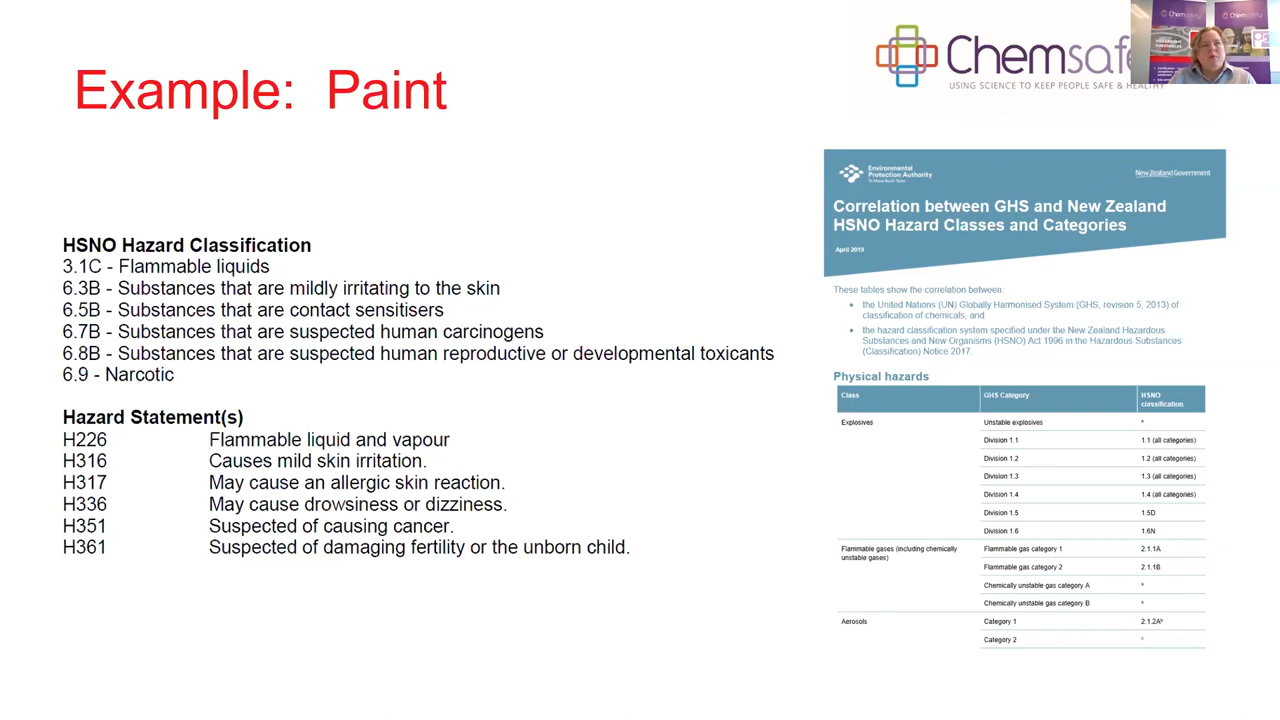 Example: Paint
Chemsafe
USING SCIENCE TO KEEP PEOPLE SAFE & HEALTHY
HSNO Hazard Classification
3.1C - Flammable liquids
6.3B - Substances that are mildly irritating to the skin
6.5B - Substances that are contact sensitisers
6.7B - Substances that are suspected human carcinogens
6.8B - Substances that are suspected human reproductive or developmental toxicants
6.9 - Narcotic
Hazard Statement(s)
H226 Flammable liquid and vapour
H316 Causes mild skin irritation.
H317 May cause an allergic skin reaction.
H336 May cause drowsiness or dizziness.
H351 Suspected of causing cancer.
H361 Suspected of damaging fertility or the unborn child.
Environmental
Protection Authority
New Zealand Government
Correlation between GHS and New Zealand
HSNO Hazard Classes and Categories
April 2019
These tables show the correlation between:
• the United Nations (UN) Globally Harmonised System (GHS, revision 5, 2013) of
classification of chemicals, and
• the hazard classification system specified under the New Zealand Hazardous
Substances and New Organisms (HSNO) Act 1996 in the Hazardous Substances
(Classification) Notice 2017.
Physical hazards
Class GHS Category HSNO
classification
Explosives Unstable explosives
Division 1.1 1.1 (all categories)
Division 1.2 1.2 (all categories)
Division 1.3 1.3 (all categories)
Division 1.4 1.4 (all categories)
Division 1.5 1.5D
Division 1.6 1.6N
Flammable gases (including chemically
unstable gases) Flammable gas category 1 2.1.1A
Flammable gas category 2 2.1.1B
Chemically unstable gas category A
Chemically unstable gas category B
Aerosols Category 1 2.1.2A
Category 2